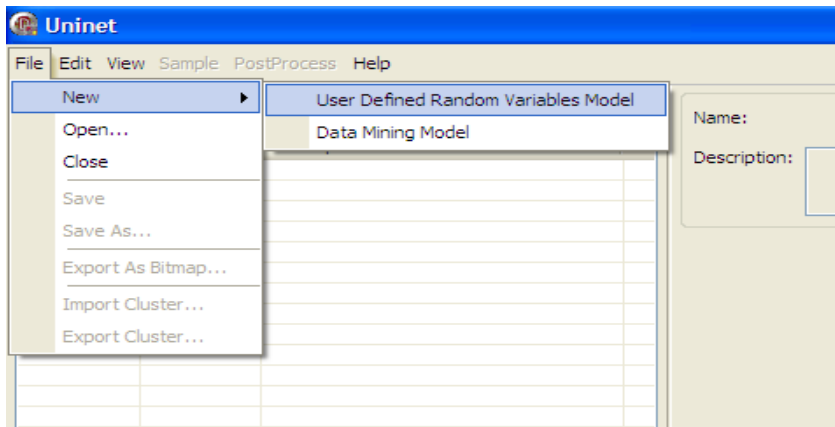 Uninet
File Edit View Sample PostProcess Help
New
User Defined Random Variables Model
Data Mining Model
Open...
Close
Save
Save As...
Export As Bitmap...
Import Cluster...
Export Cluster...
Name:
Description: